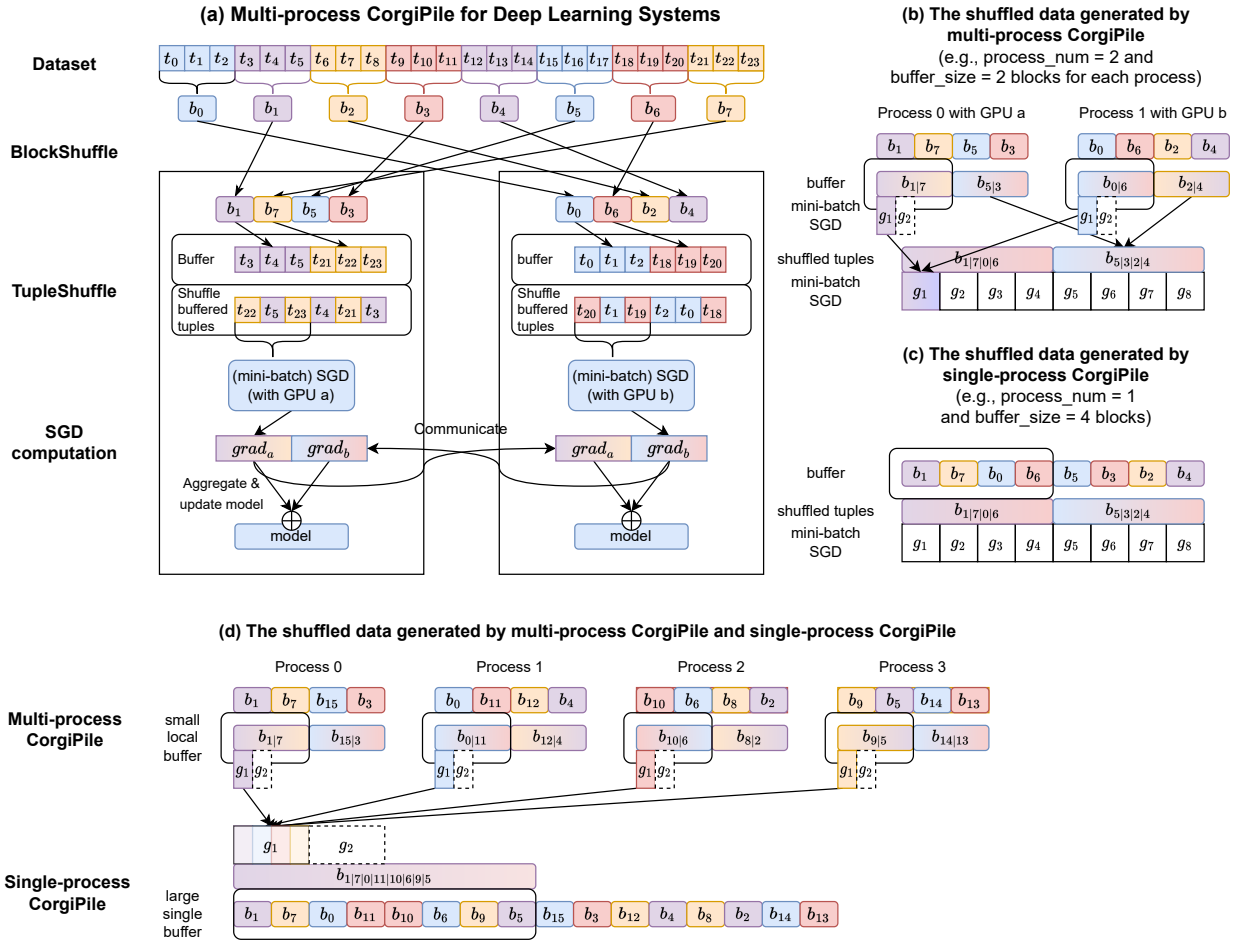 (a) Multi-process CorgiPile for Deep Learning Systems
Dataset
t0 t1 t2 t3 t4 t5 t6 t7 t8 t9 t10 t11 t12 t13 t14 t15 t16 t17 t18 t19 t20 t21 t22 t23
b0 b1 b2 b3 b4 b5 b6 b7
BlockShuffle
b1 b7 b5 b3
b0 b6 b2 b4
TupleShuffle
Buffer
t3 t4 t5 t21 t22 t23
buffer
t0 t1 t2 t18 t19 t20
Shuffle
buffered
tuples
t22 t5 t23 t4 t21 t3
Shuffle
buffered
tuples
t20 t1 t19 t2 t0 t18
(mini-batch) SGD
(with GPU a)
(mini-batch) SGD
(with GPU b)
SGD
computation
Communicate
grad_a grad_b
grad_a grad_b
Aggregate &
update model
model
model
(b) The shuffled data generated by
multi-process CorgiPile
(e.g., process_num = 2 and
buffer_size = 2 blocks for each process)
Process 0 with GPU a
Process 1 with GPU b
b1 b7 b5 b3
b0 b6 b2 b4
buffer
b1|7 b5|3
b0|6 b2|4
mini-batch
SGD
g1 g2
g1 g2
shuffled tuples
b1|7|0|6 b5|3|2|4
mini-batch
SGD
g1 g2 g3 g4 g5 g6 g7 g8
(c) The shuffled data generated by
single-process CorgiPile
(e.g., process_num = 1
and buffer_size = 4 blocks)
buffer
b1 b7 b0 b6 b5 b3 b2 b4
shuffled tuples
b1|7|0|6 b5|3|2|4
mini-batch
SGD
g1 g2 g3 g4 g5 g6 g7 g8
(d) The shuffled data generated by multi-process CorgiPile and single-process CorgiPile
Process 0
Process 1
Process 2
Process 3
Multi-process
CorgiPile
b1 b7 b15 b3
b0 b11 b12 b4
b10 b6 b8 b2
b9 b5 b14 b13
small
local
buffer
b1|7 b15|3
b0|11 b12|4
b10|6 b8|2
b9|5 b14|13
g1 g2
g1 g2
g1 g2
g1 g2
g1 g2
Single-process
CorgiPile
b1|7|0|11|10|6|9|5
large
single
buffer
b1 b7 b0 b11 b10 b6 b9 b5 b15 b3 b12 b4 b8 b2 b14 b13